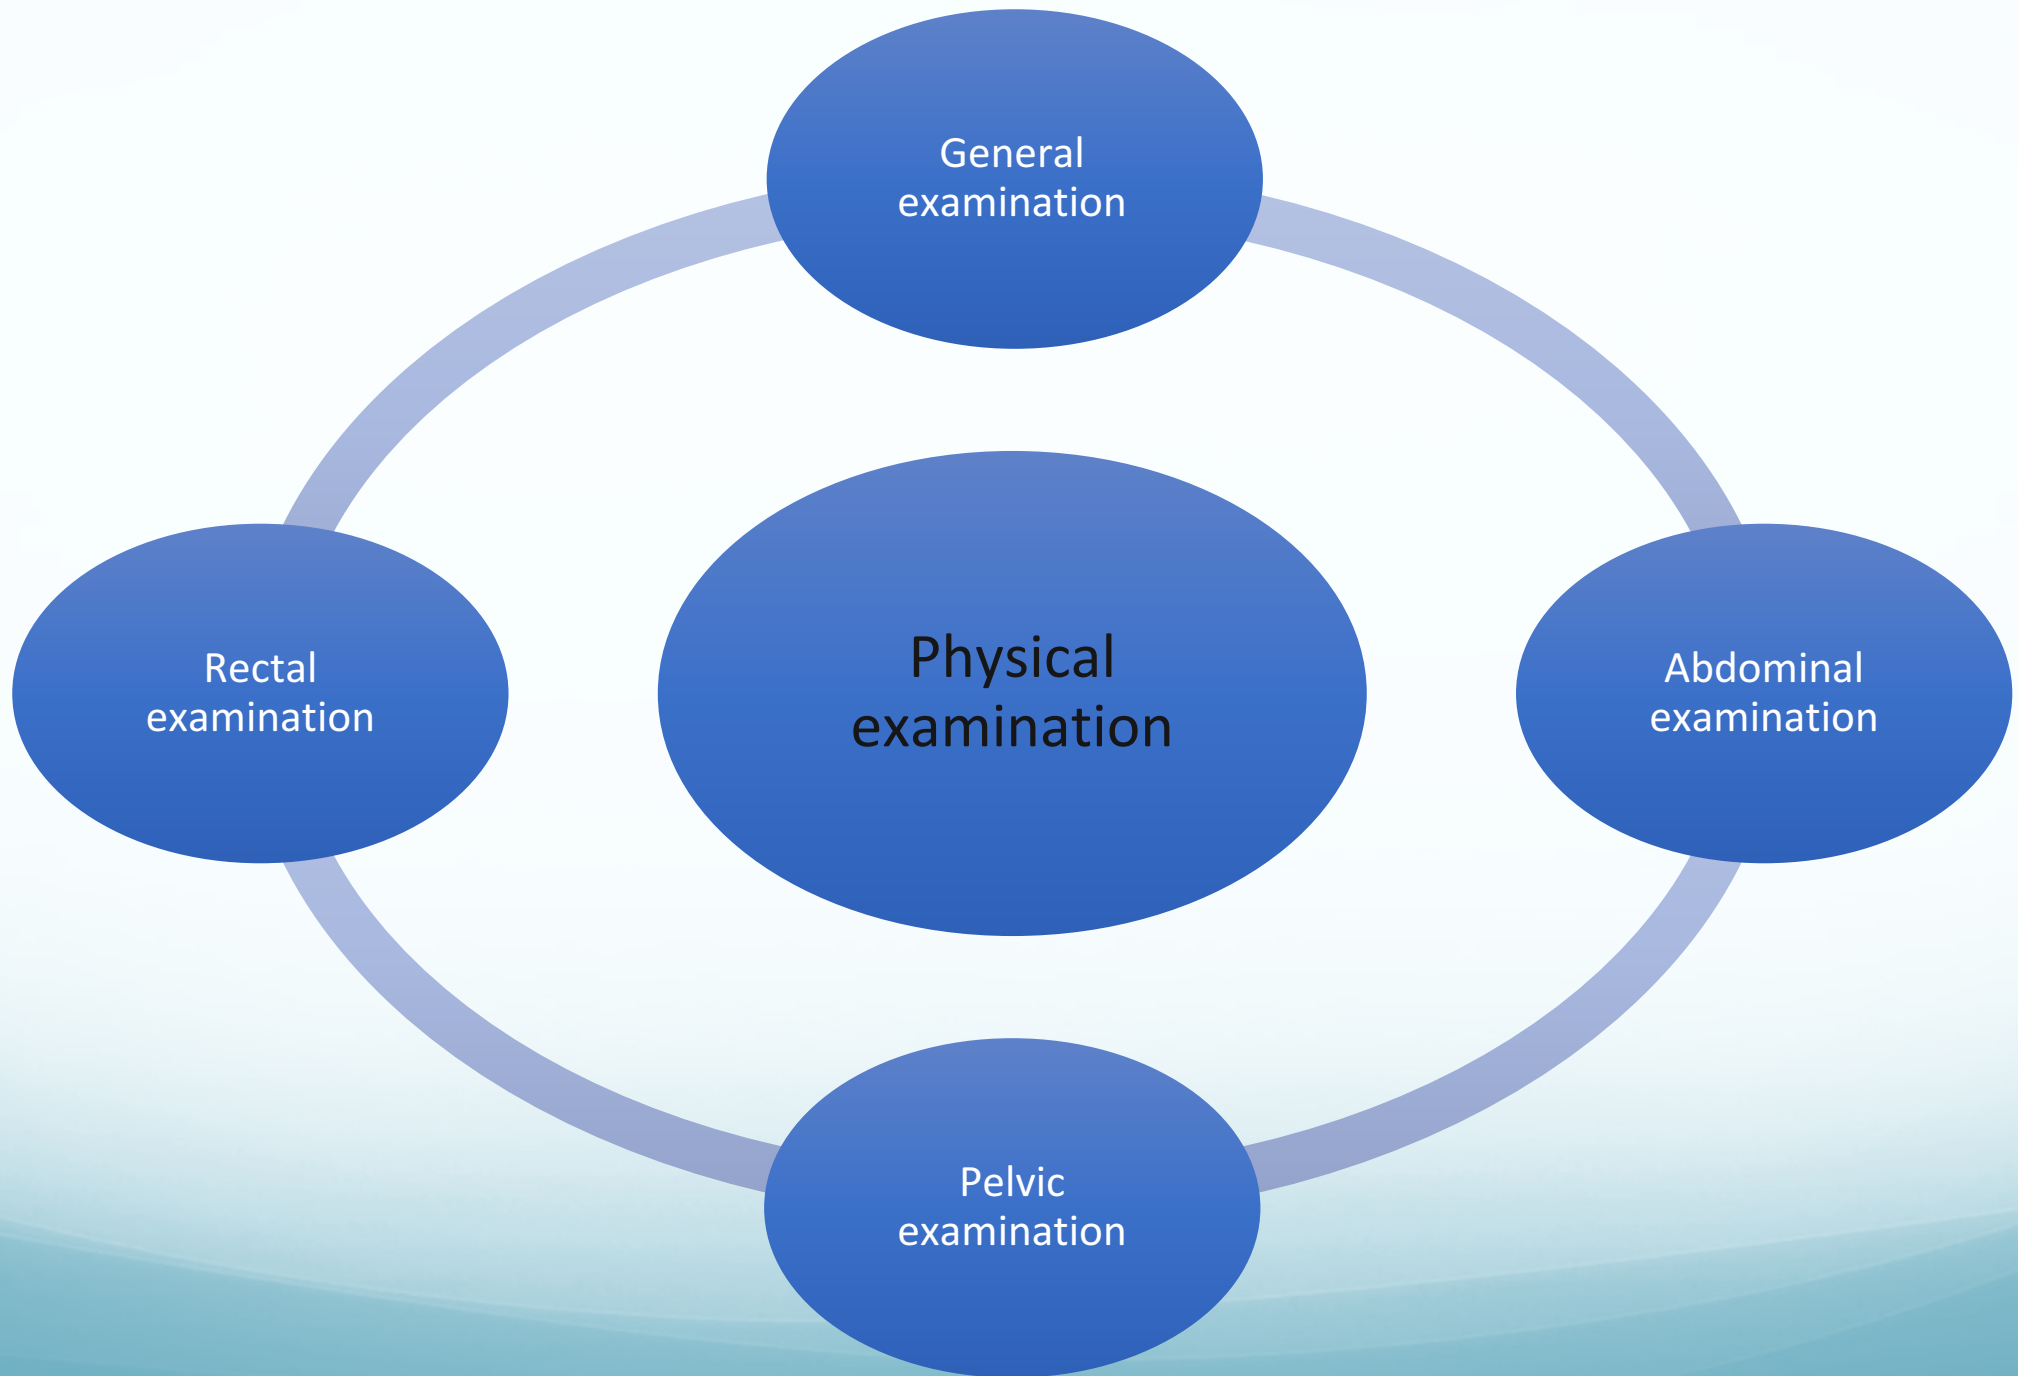 General
examination
Rectal
examination
Physical
examination
Abdominal
examination
Pelvic
examination